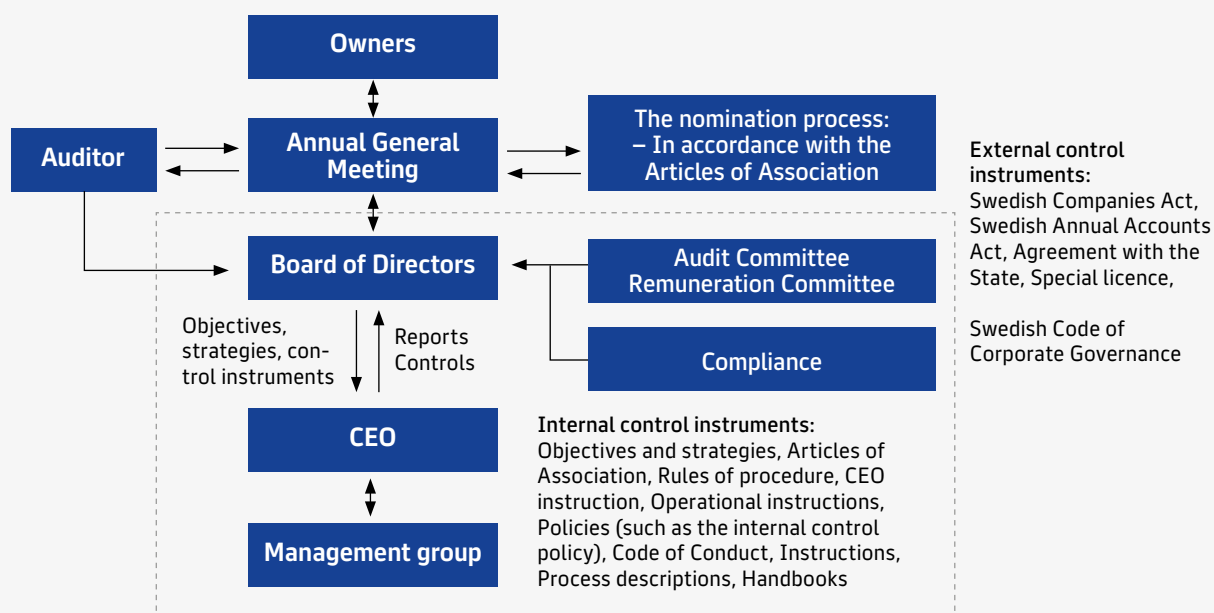 Owners
Auditor
Annual General
Meeting
The nomination process:
– In accordance with the
Articles of Association
External control
instruments:
Swedish Companies Act,
Swedish Annual Accounts
Act, Agreement with the
State, Special licence,
Swedish Code of
Corporate Governance
Board of Directors
Audit Committee
Remuneration Committee
Objectives,
strategies, con-
trol instruments
Reports
Controls
Compliance
CEO
Internal control instruments:
Objectives and strategies, Articles of
Association, Rules of procedure, CEO
instruction, Operational instructions,
Policies (such as the internal control
policy), Code of Conduct, Instructions,
Process descriptions, Handbooks
Management group